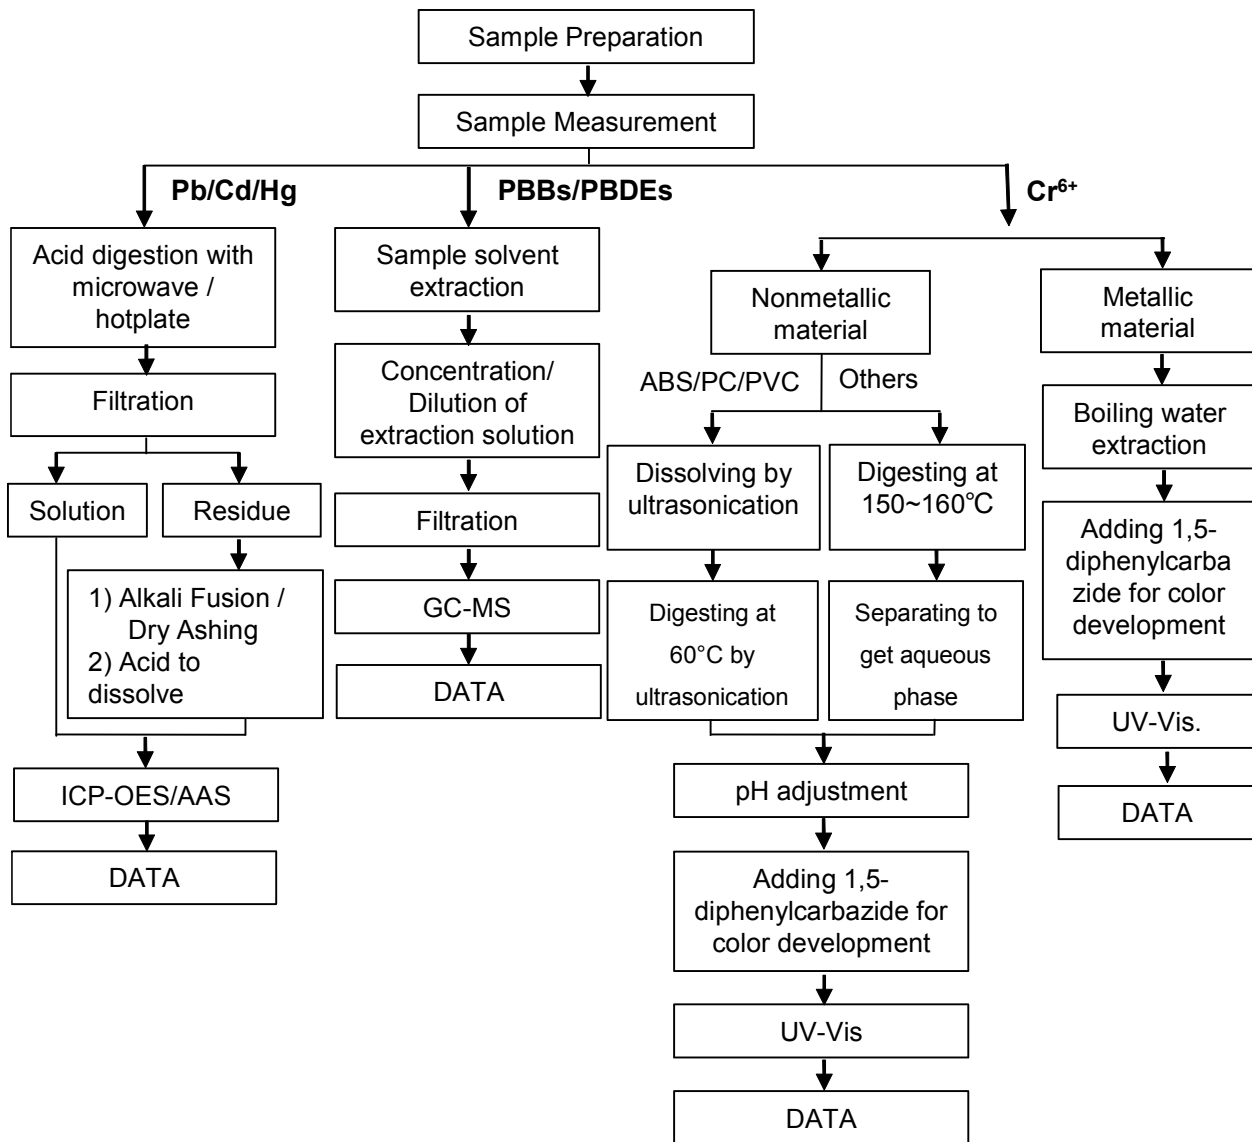 Sample Preparation
Sample Measurement
Pb/Cd/Hg
PBBs/PBDEs
Cr⁶⁺
Acid digestion with
microwave /
hotplate
Filtration
Solution
Residue
1) Alkali Fusion /
Dry Ashing
2) Acid to
dissolve
ICP-OES/AAS
DATA
Sample solvent
extraction
Concentration/
Dilution of
extraction solution
Filtration
GC-MS
DATA
Nonmetallic
material
ABS/PC/PVC
Others
Dissolving by
ultrasonication
Digesting at
60°C by
ultrasonication
Digesting at
150~160℃
Separating to
get aqueous
phase
pH adjustment
Adding 1,5-
diphenylcarbazide for
color development
UV-Vis
DATA
Metallic
material
Boiling water
extraction
Adding 1,5-
diphenylcarba
zide for color
development
UV-Vis.
DATA